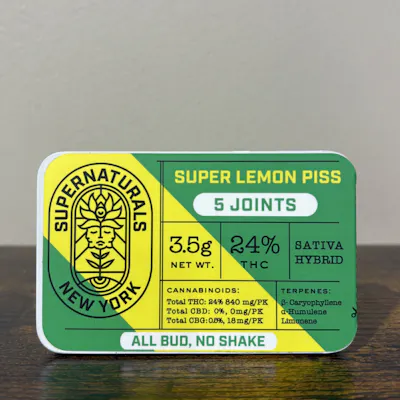 SUPERNATURALS
NEW YORK
SUPER LEMON PISS
5 JOINTS
3.5g
NET WT.
24%
THC
SATIVA
HYBRID
CANNABINOIDS:
Total THC: 24% 840 mg/PK
Total CBD: 0%, 0mg/PK
Total CBG: 0.6%, 18mg/PK
TERPENES:
β-Caryophyllene
α-Humulene
Limonene
ALL BUD, NO SHAKE